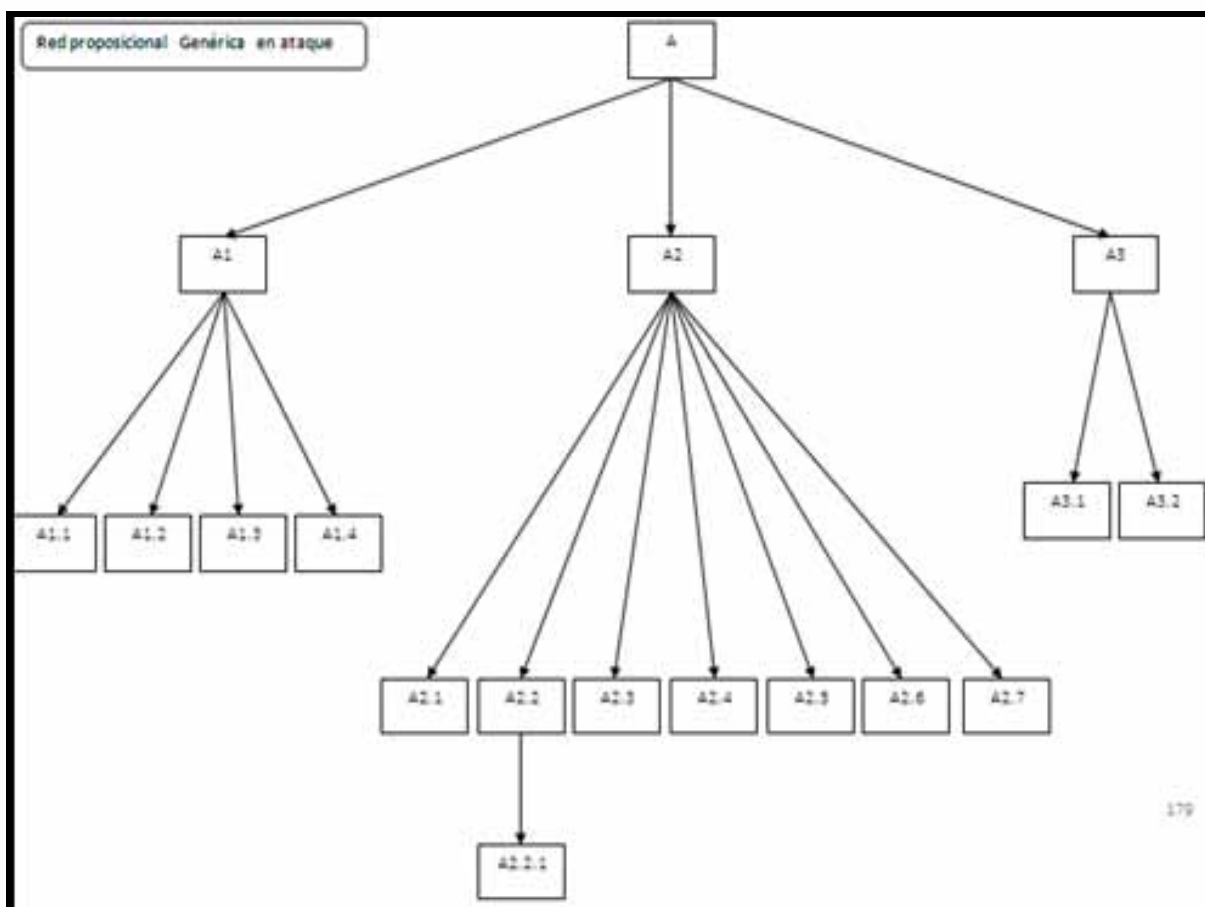 Red proposicional Genérica en ataque
A
A1
A2
A3
A1.1
A1.2
A1.3
A1.4
A3.1
A3.2
A2.1
A2.2
A2.3
A2.4
A2.5
A2.6
A2.7
179
A2.2.1